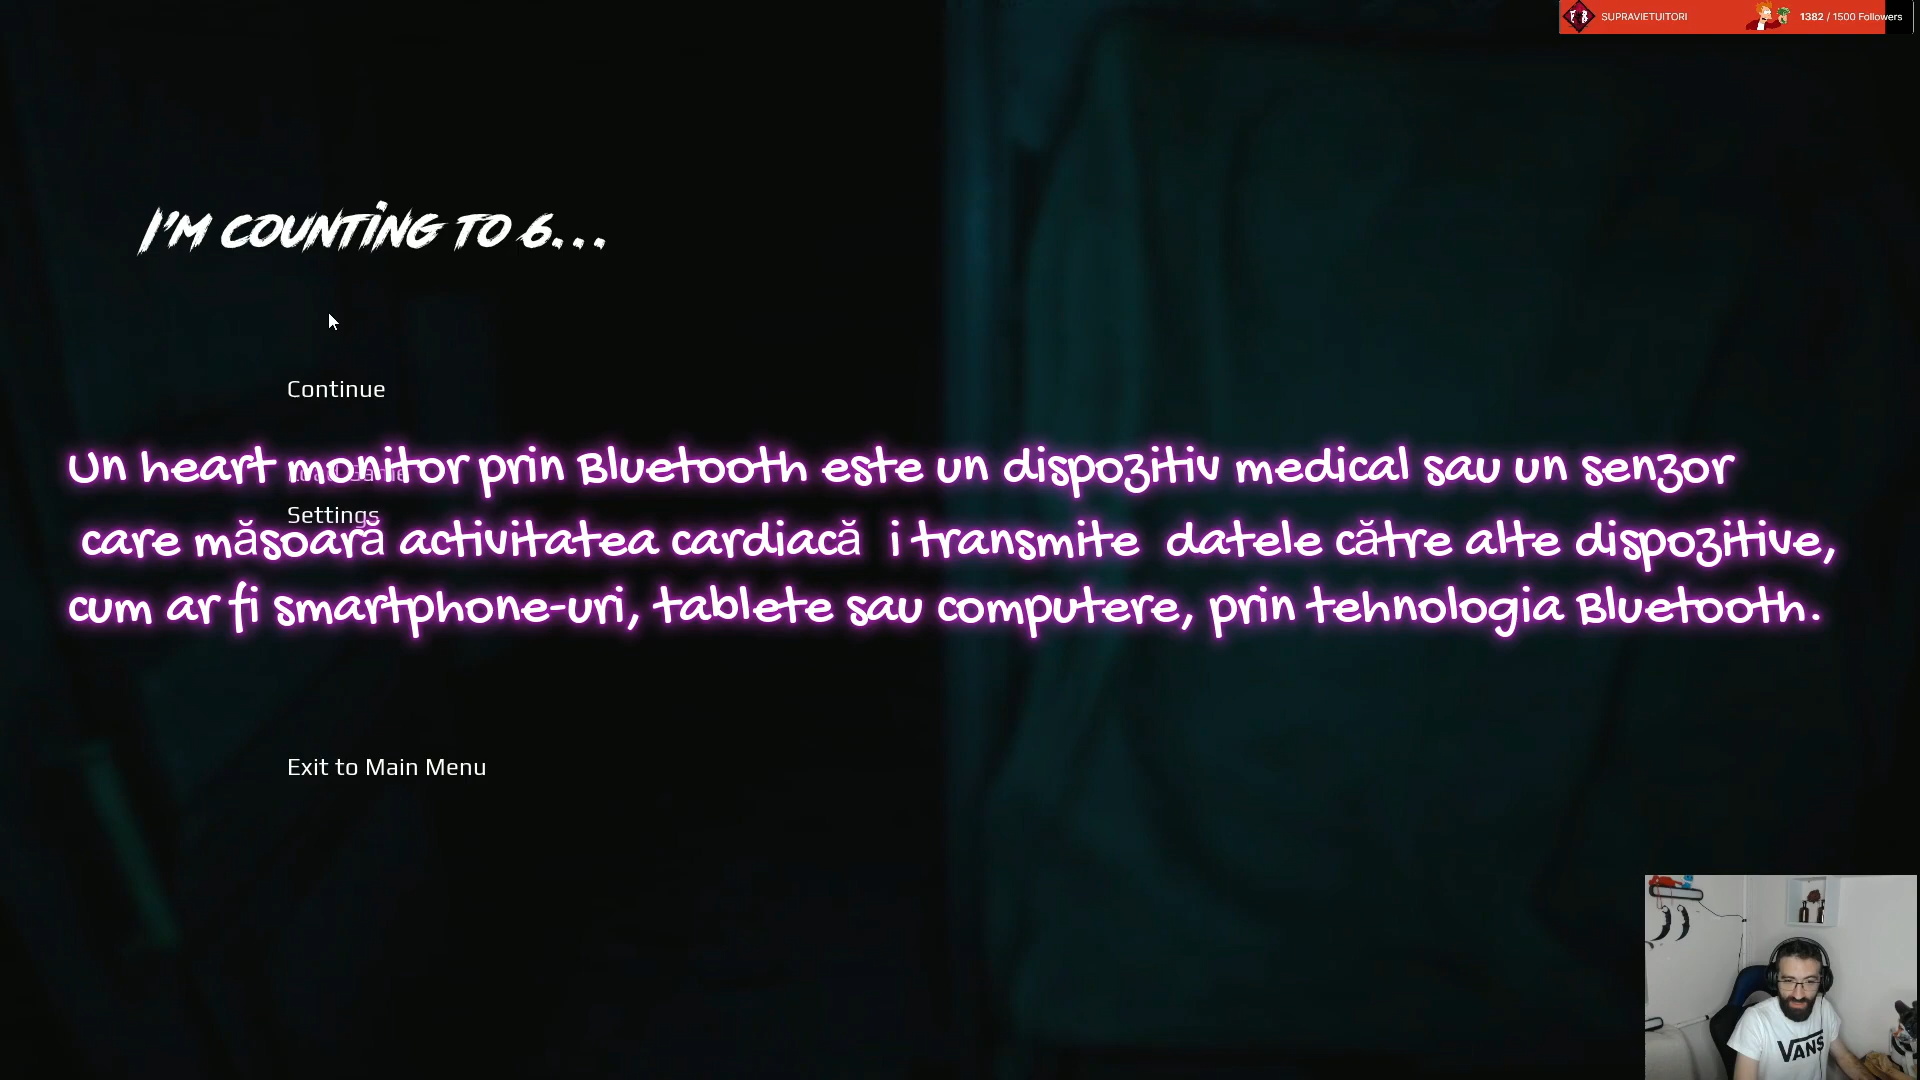 SUPRAVIETUITORI
1382 / 1500 Followers
I'M COUNTING TO 6...
Continue
Un heart monitor prin Bluetooth este un dispozitiv medical sau un senzor
Load Game
Settings
care măsoară activitatea cardiacă i transmite datele către alte dispozitive,
cum ar fi smartphone-uri, tablete sau computere, prin tehnologia Bluetooth.
Exit to Main Menu
VANS